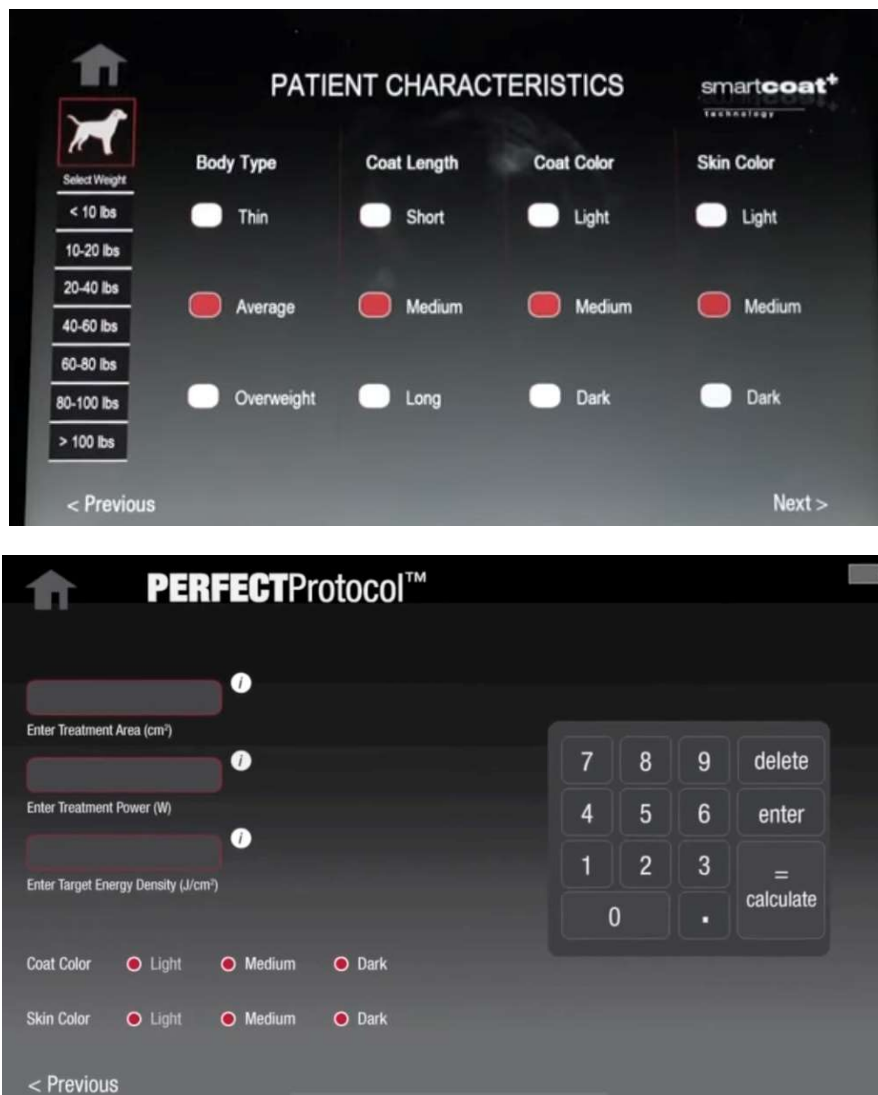 PATIENT CHARACTERISTICS
smartcoat+
technology
Select Weight
< 10 lbs
10-20 lbs
20-40 lbs
40-60 lbs
60-80 lbs
80-100 lbs
> 100 lbs
Body Type
Thin
Average
Overweight
Coat Length
Short
Medium
Long
Coat Color
Light
Medium
Dark
Skin Color
Light
Medium
Dark
< Previous
Next >
PERFECTProtocol™
i
Enter Treatment Area (cm²)
i
Enter Treatment Power (W)
i
Enter Target Energy Density (J/cm²)
7 8 9 delete
4 5 6 enter
1 2 3 = calculate
0 .
Coat Color Light Medium Dark
Skin Color Light Medium Dark
< Previous